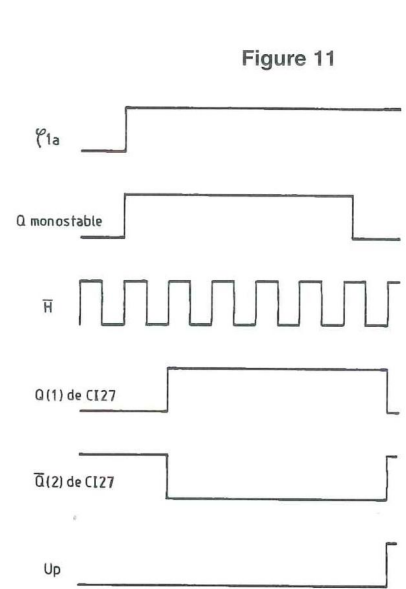 Figure 11
φ1a
Q monostable
H̅
Q(1) de CI27
Q̅(2) de CI27
Up